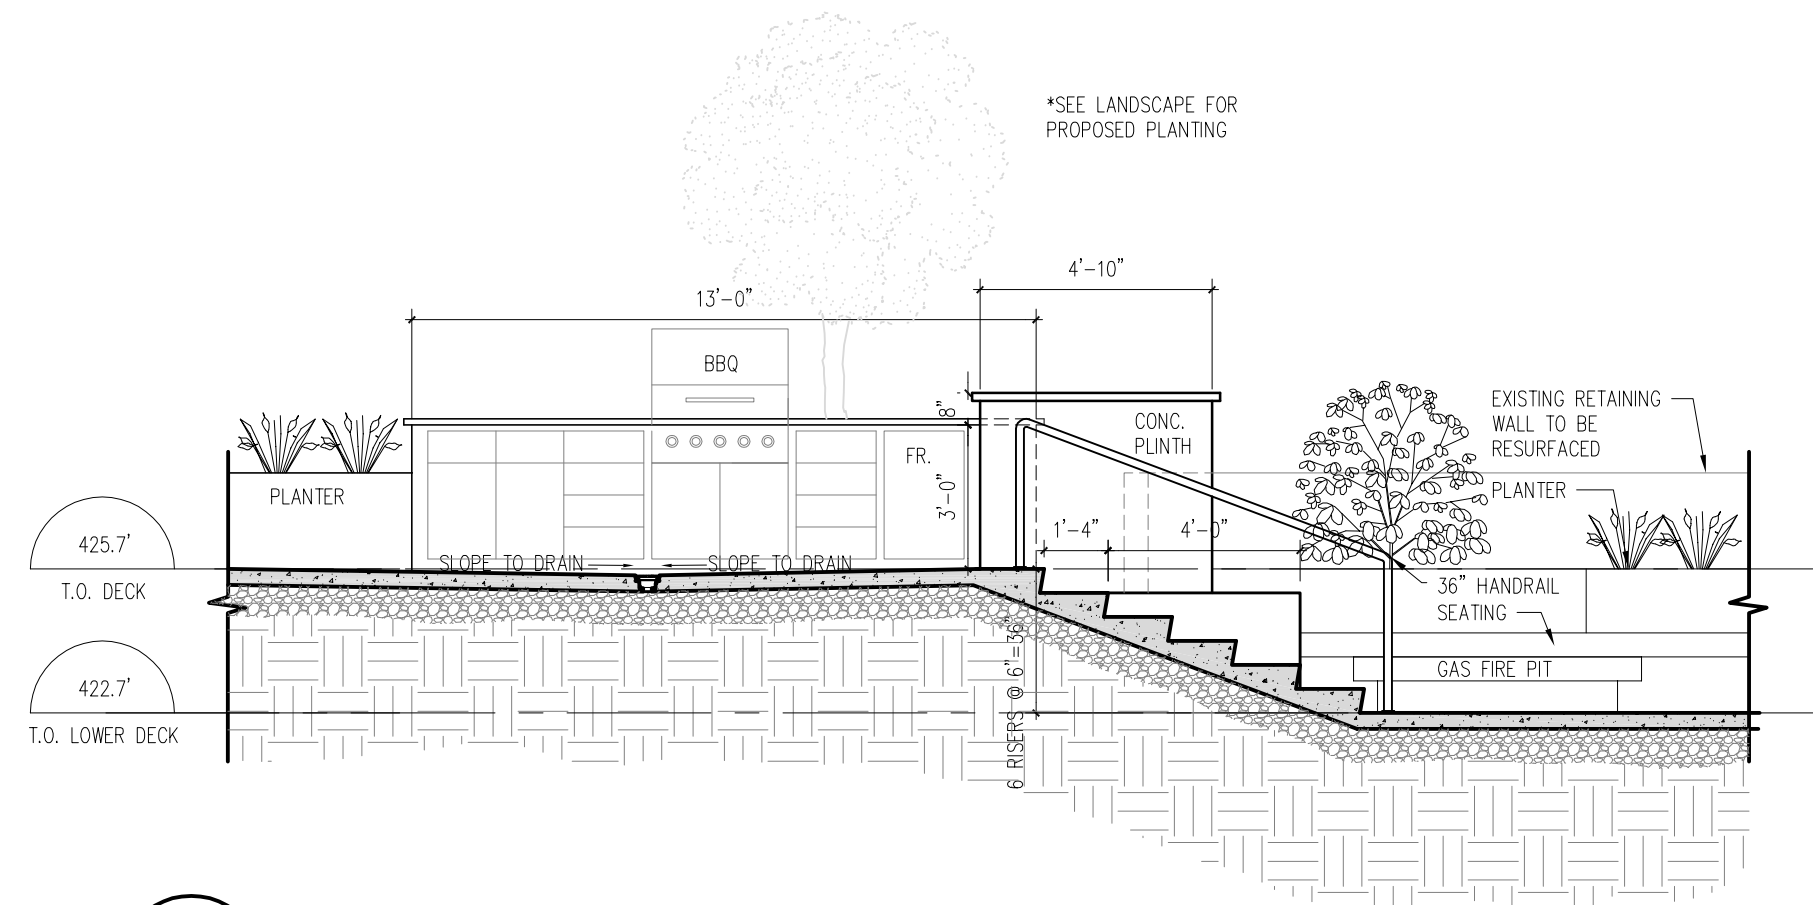 *SEE LANDSCAPE FOR
PROPOSED PLANTING
4'-10"
13'-0"
BBQ
8"
CONC.
PLINTH
EXISTING RETAINING
WALL TO BE
RESURFACED
FR.
PLANTER
3'-0"
PLANTER
1'-4"
4'-0"
425.7'
T.O. DECK
SLOPE TO DRAIN
SLOPE TO DRAIN
36" HANDRAIL
SEATING
6 RISERS @ 6"=36"
GAS FIRE PIT
422.7'
T.O. LOWER DECK